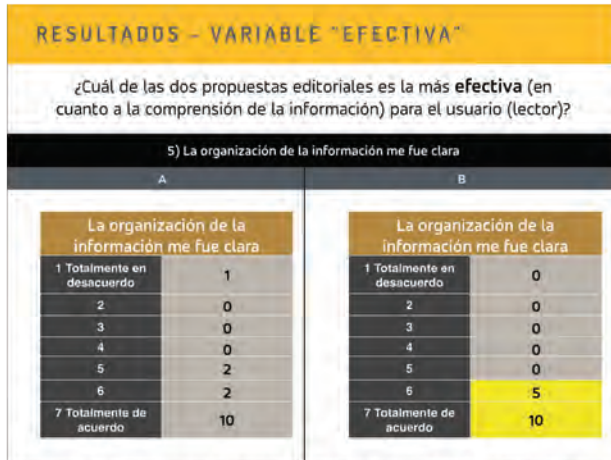 RESULTADOS - VARIABLE "EFECTIVA"
¿Cuál de las dos propuestas editoriales es la más efectiva (en
cuanto a la comprensión de la información) para el usuario (lector)?
5) La organización de la información me fue clara
A
B
La organización de la
información me fue clara
1 Totalmente en
desacuerdo
1
2
0
3
0
4
0
5
2
6
2
7 Totalmente de
acuerdo
10
La organización de la
información me fue clara
1 Totalmente en
desacuerdo
0
2
0
3
0
4
0
5
0
6
5
7 Totalmente de
acuerdo
10